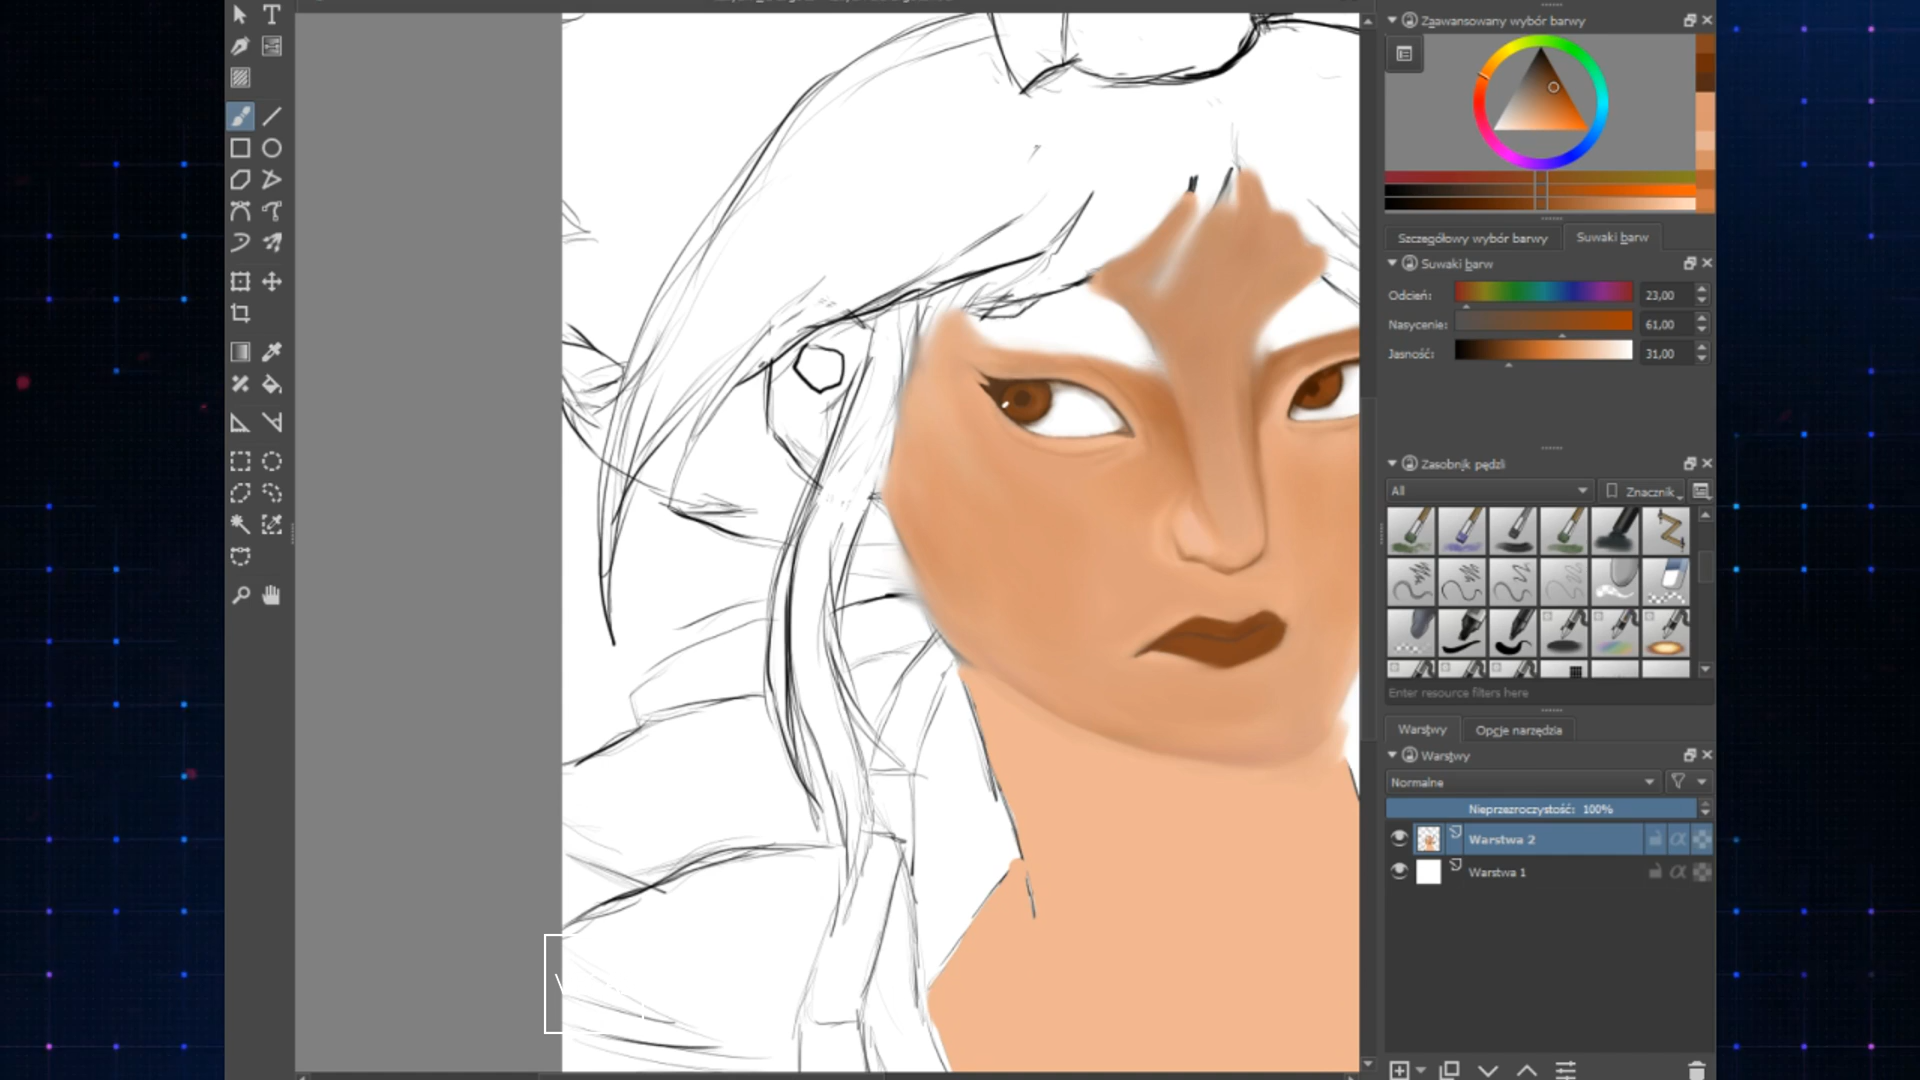 Zaawansowany wybór barwy
Szczegółowy wybór barwy
Suwaki barw
Suwaki barw
Odcień: 23,00
Nasycenie: 61,00
Jasność: 31,00
Zasobnik pędzli
All
Znacznik
Enter resource filters here
Warstwy
Opcje narzędzia
Warstwy
Normalne
Nieprzezroczystość: 100%
Warstwa 2
Warstwa 1